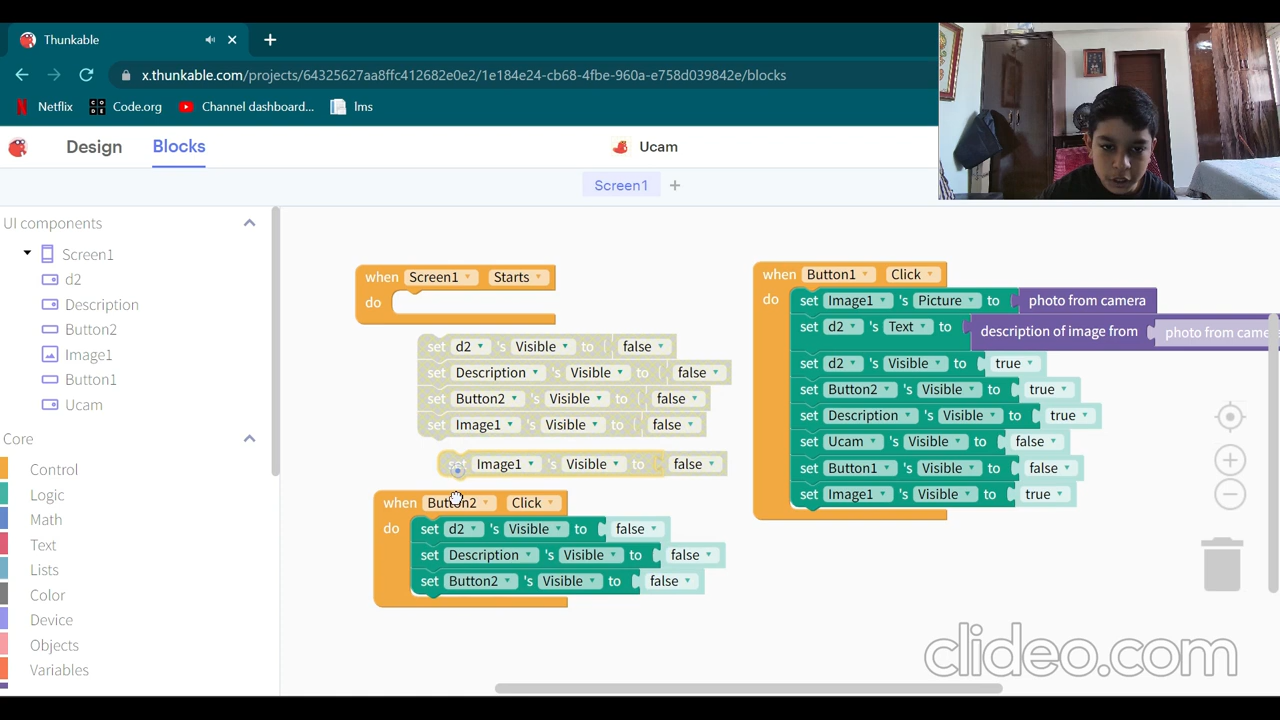 Thunkable
x.thunkable.com/projects/64325627aa8ffc412682e0e2/1e184e24-cb68-4fbe-960a-e758d039842e/blocks
Netflix
Code.org
Channel dashboard...
lms
Design
Blocks
Ucam
Screen1 +
UI components
Screen1
d2
Description
Button2
Image1
Button1
Ucam
Core
Control
Logic
Math
Text
Lists
Color
Device
Objects
Variables
when Screen1 Starts
do
set d2 's Visible to false
set Description 's Visible to false
set Button2 's Visible to false
set Image1 's Visible to false
set Image1 's Visible to false
when Button2 Click
do set d2 's Visible to false
set Description 's Visible to false
set Button2 's Visible to false
when Button1 Click
do set Image1 's Picture to photo from camera
set d2 's Text to description of image from photo from came
set d2 's Visible to true
set Button2 's Visible to true
set Description 's Visible to true
set Ucam 's Visible to false
set Button1 's Visible to false
set Image1 's Visible to true
clideo.com